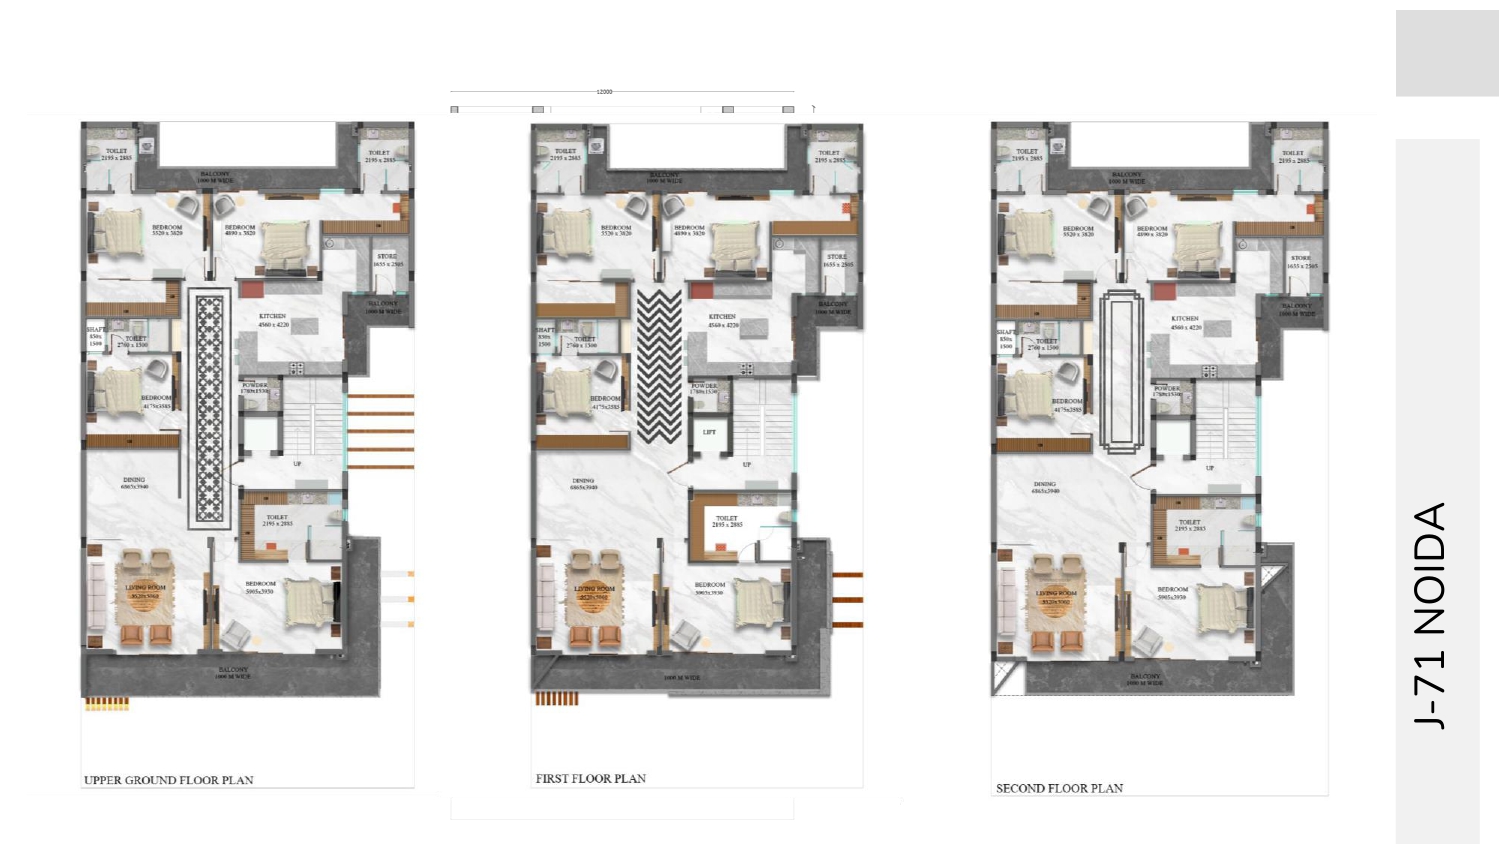 12000
TOILET
2195 x 2885
TOILET
2195 x 2885
BALCONY
1000 M WIDE
BEDROOM
5520 x 3820
BEDROOM
4890 x 3820
STORE
1655 x 2505
BALCONY
1000 M WIDE
KITCHEN
4560 x 4220
SHAFT
850x
1500
TOILET
2760 x 1500
BEDROOM
4175x3585
POWDER
1780x1530
UP
DINING
6865x3940
TOILET
2195 x 2885
LIVING ROOM
BEDROOM
5905x3950
BALCONY
1000 M WIDE
UPPER GROUND FLOOR PLAN
TOILET
2195 x 2885
TOILET
2195 x 2885
BALCONY
1000 M WIDE
BEDROOM
5520 x 3820
BEDROOM
4890 x 3820
STORE
1655 x 2505
BALCONY
1000 M WIDE
KITCHEN
4560 x 4220
SHAFT
850x
1500
TOILET
2760 x 1500
BEDROOM
4175x3585
POWDER
1780x1530
LIFT
UP
DINING
6865x3940
TOILET
2195 x 2885
LIVING ROOM
BEDROOM
5905x3950
1000 M WIDE
FIRST FLOOR PLAN
TOILET
2195 x 2885
TOILET
2195 x 2885
BALCONY
1000 M WIDE
BEDROOM
5520 x 3820
BEDROOM
4890 x 3820
STORE
1655 x 2505
BALCONY
1000 M WIDE
KITCHEN
4560 x 4220
SHAFT
850x
1500
TOILET
2760 x 1500
BEDROOM
4175x3585
POWDER
1780x1530
UP
DINING
6865x3940
TOILET
2195 x 2885
LIVING ROOM
BEDROOM
5905x3950
BALCONY
1000 M WIDE
SECOND FLOOR PLAN
J-71 NOIDA